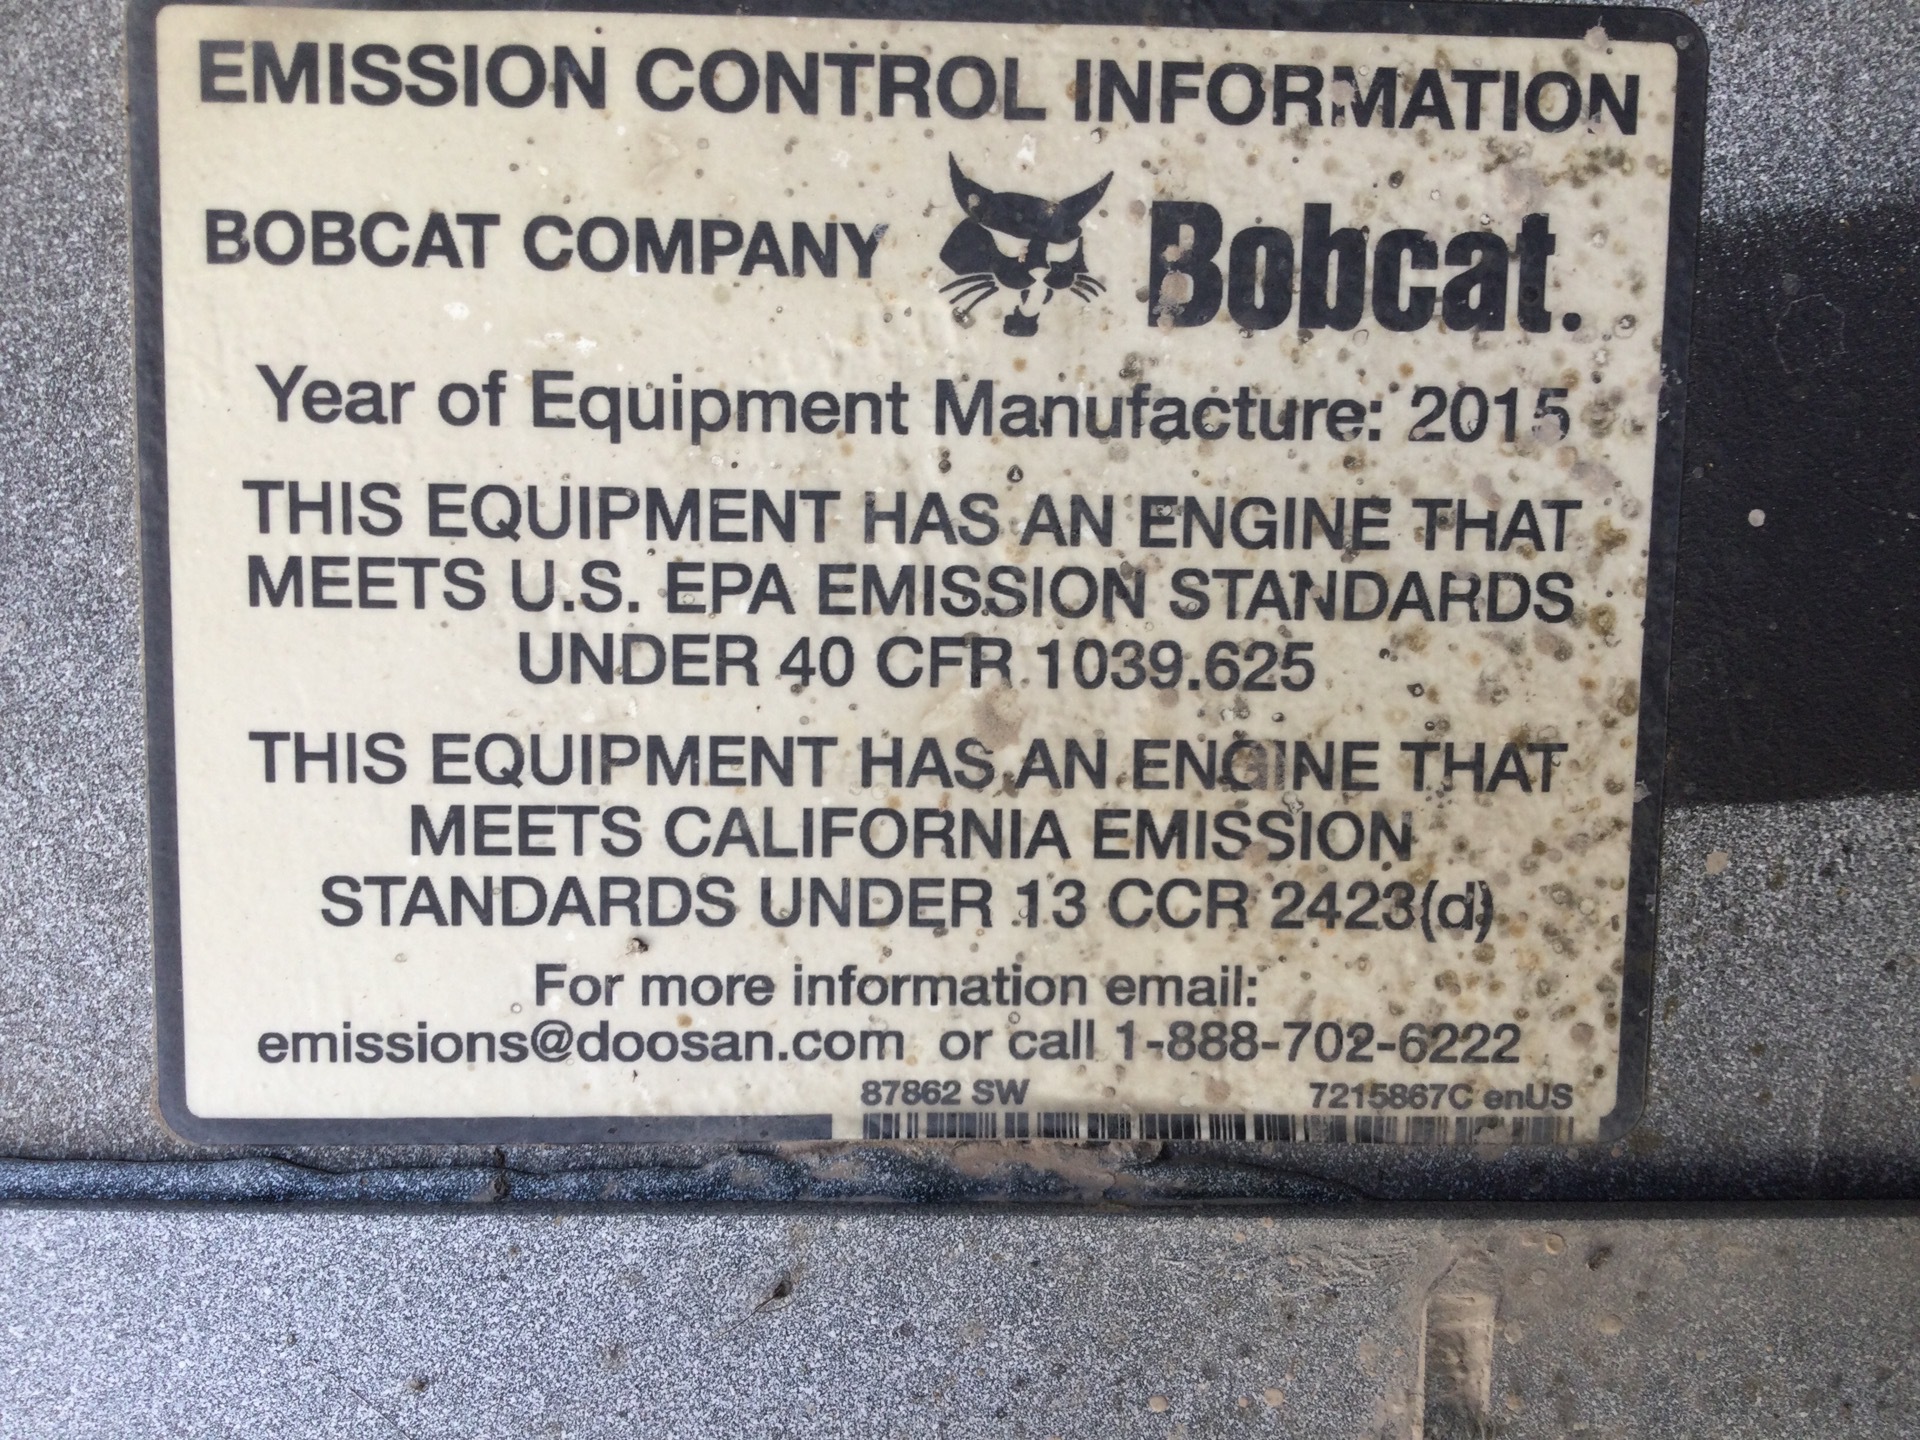 EMISSION CONTROL INFORMATION
BOBCAT COMPANY Bobcat.
Year of Equipment Manufacture: 2015
THIS EQUIPMENT HAS AN ENGINE THAT
MEETS U.S. EPA EMISSION STANDARDS
UNDER 40 CFR 1039.625
THIS EQUIPMENT HAS AN ENGINE THAT
MEETS CALIFORNIA EMISSION
STANDARDS UNDER 13 CCR 2423(d)
For more information email:
emissions@doosan.com or call 1-888-702-6222
87862 SW 7215867C enUS